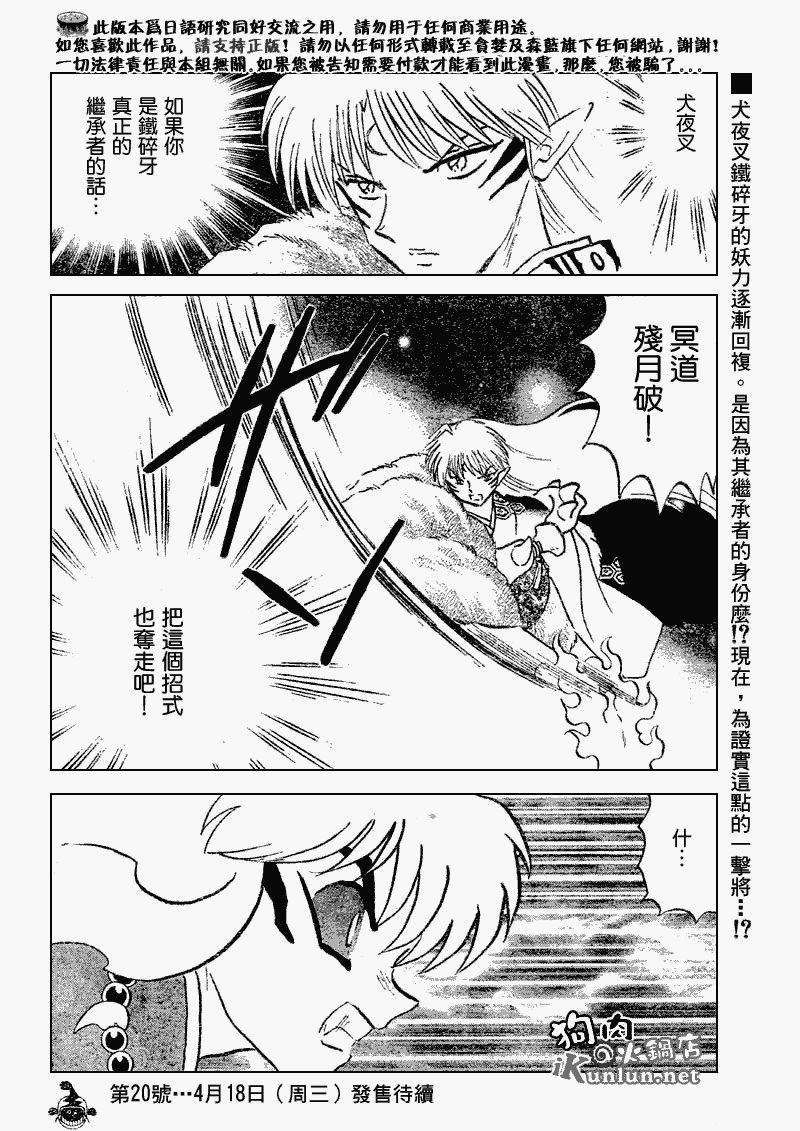 此版本爲日語研究同好交流之用，請勿用于任何商業用途。
如您喜歡此作品，請支持正版！請勿以任何形式轉載至貪婪及森藍旗下任何網站，謝謝！
一切法律責任與本組無關.如果您被告知需要付款才能看到此漫畫，那麼，您被騙了...
■犬夜叉鐵碎牙的妖力逐漸回複。是因為其繼承者的身份麼!?現在，為證實這點的一擊將…!?
犬夜叉
如果你
是鐵碎牙
真正的
繼承者的話…
冥道
殘月破！
把這個招式
也奪走吧！
什…
狗肉
の火鍋店
iKunlun.net
第20號…4月18日（周三）發售待續